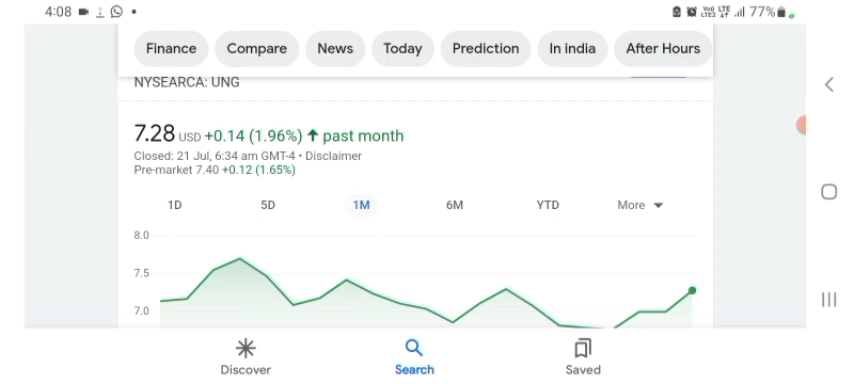 4:08
77%
Finance Compare News Today Prediction In india After Hours
NYSEARCA: UNG
7.28 USD +0.14 (1.96%) ↑ past month
Closed: 21 Jul, 6:34 am GMT-4 • Disclaimer
Pre-market 7.40 +0.12 (1.65%)
1D 5D 1M 6M YTD More
8.0
7.5
7.0
Discover Search Saved